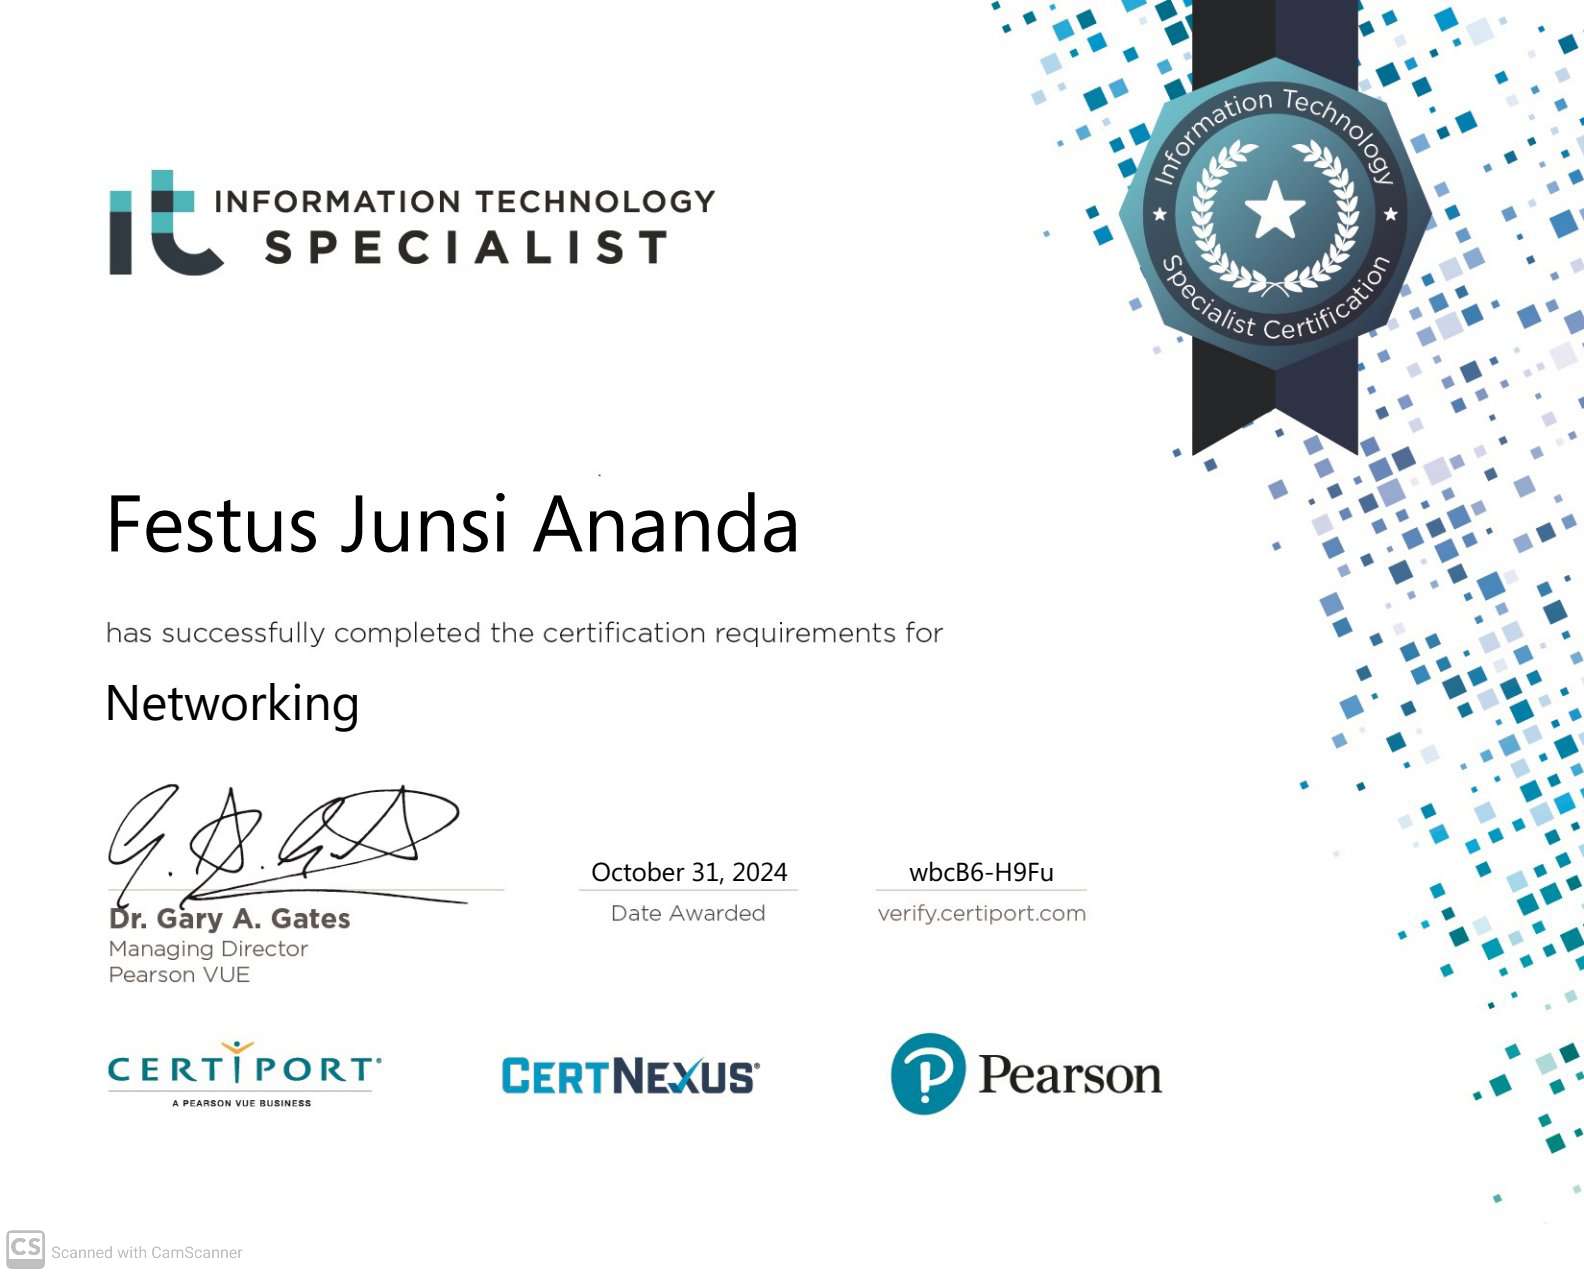 Information Technology
Specialist Certification
it INFORMATION TECHNOLOGY
SPECIALIST
Festus Junsi Ananda
has successfully completed the certification requirements for
Networking
October 31, 2024
wbcB6-H9Fu
Dr. Gary A. Gates
Date Awarded
verify.certiport.com
Managing Director
Pearson VUE
CERTIPORT®
A PEARSON VUE BUSINESS
CERTNEXUS®
P Pearson
CS Scanned with CamScanner